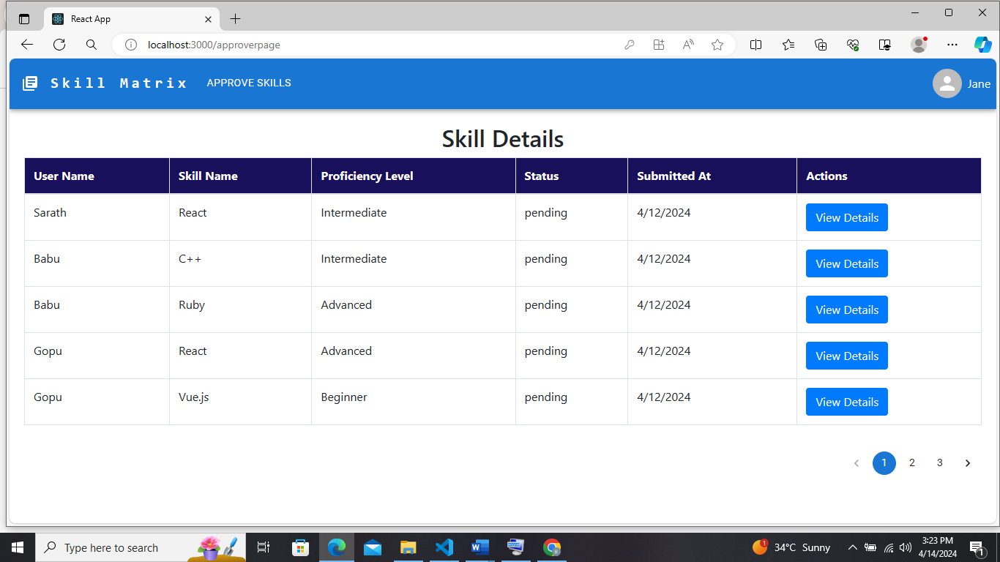 React App
localhost:3000/approverpage
Skill Matrix APPROVE SKILLS Jane
Skill Details
User Name Skill Name Proficiency Level Status Submitted At Actions
Sarath React Intermediate pending 4/12/2024 View Details
Babu C++ Intermediate pending 4/12/2024 View Details
Babu Ruby Advanced pending 4/12/2024 View Details
Gopu React Advanced pending 4/12/2024 View Details
Gopu Vue.js Beginner pending 4/12/2024 View Details
1 2 3
Type here to search
1 34°C Sunny
3:23 PM
4/14/2024
1